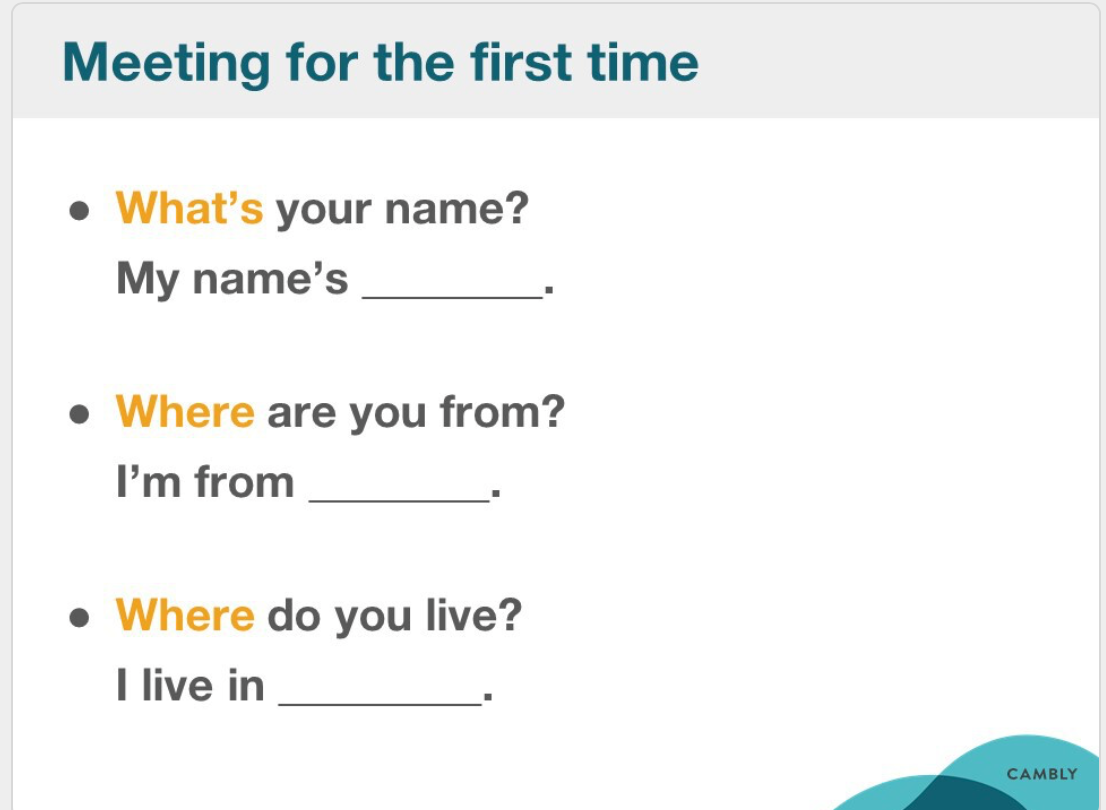 Meeting for the first time
● What’s your name?
My name’s ________.
● Where are you from?
I’m from ________.
● Where do you live?
I live in _________.
CAMBLY